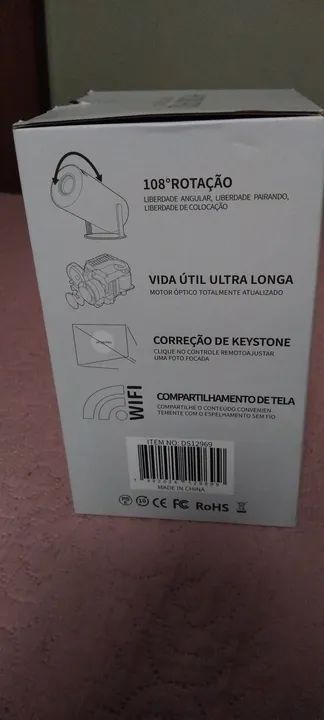 108°ROTAÇÃO
LIBERDADE ANGULAR, LIBERDADE PAIRANDO,
LIBERDADE DE COLOCAÇÃO
VIDA ÚTIL ULTRA LONGA
MOTOR ÓPTICO TOTALMENTE ATUALIZADO
CORREÇÃO DE KEYSTONE
CLIQUE NO CONTROLE REMOTOAJUSTAR
UMA FOTO FOCADA
WIFI
COMPARTILHAMENTO DE TELA
COMPARTILHE O CONTEÚDO CONVENIEN
TEMENTE COM O ESPELHAMENTO SEM FIO
ITEM NO: DS12969
MADE IN CHINA
10 CE FC RoHS